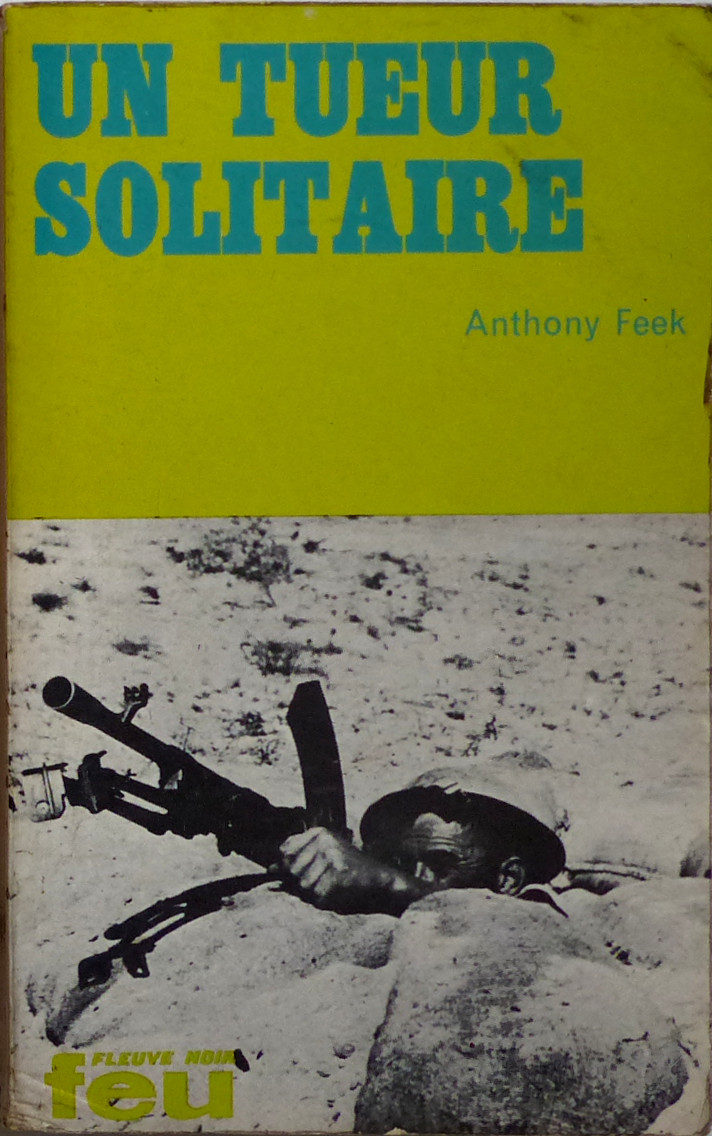 UN TUEUR
SOLITAIRE
Anthony Feek
FLEUVE NOIR
feu